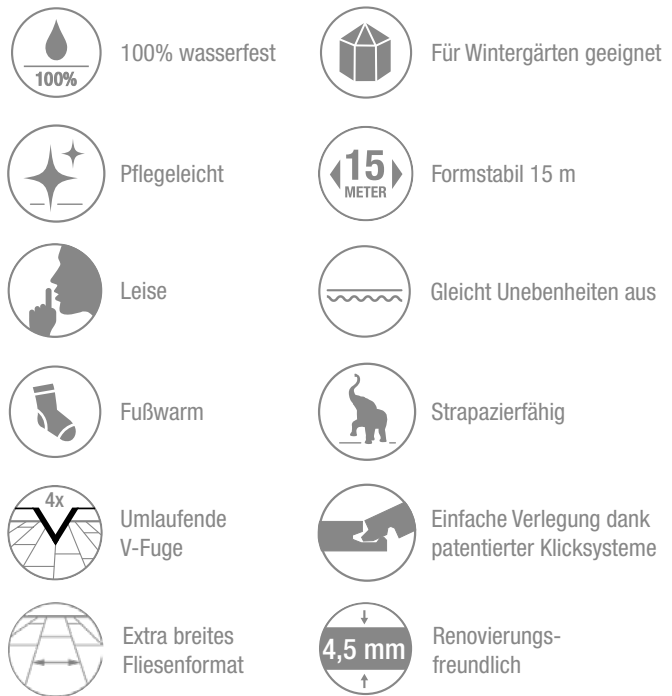 100%
100% wasserfest
Für Wintergärten geeignet
Pflegeleicht
15
METER
Formstabil 15 m
Leise
Gleicht Unebenheiten aus
Fußwarm
Strapazierfähig
4x
Umlaufende
V-Fuge
Einfache Verlegung dank
patentierter Klicksysteme
Extra breites
Fliesenformat
4,5 mm
Renovierungs-
freundlich